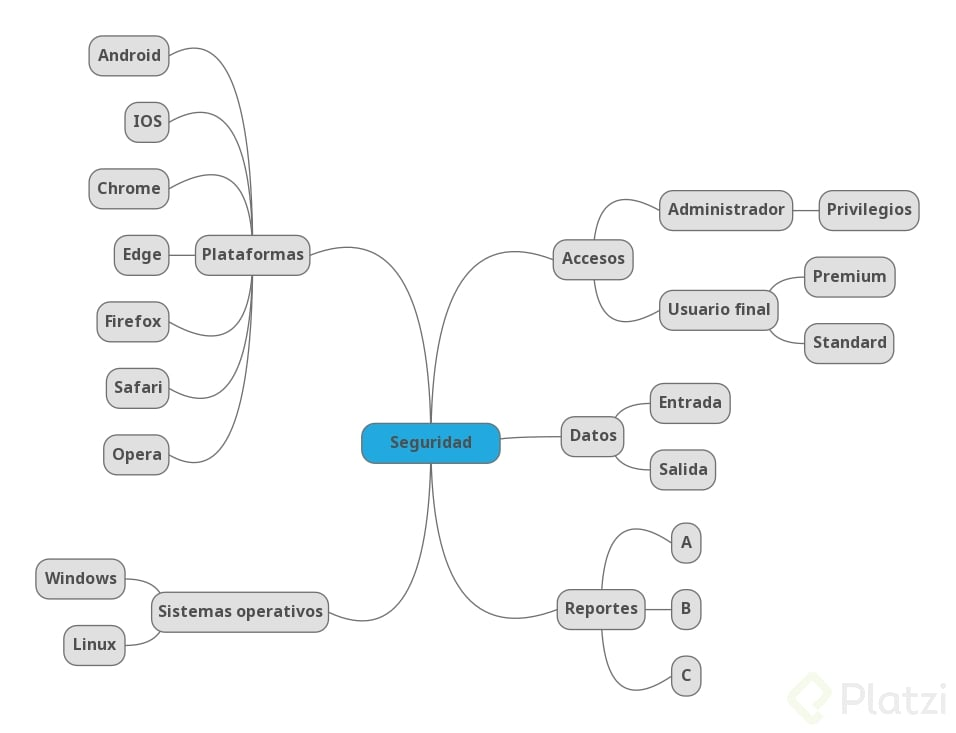 Android
IOS
Chrome
Edge
Firefox
Safari
Opera
Plataformas
Windows
Linux
Sistemas operativos
Seguridad
Accesos
Administrador
Privilegios
Usuario final
Premium
Standard
Datos
Entrada
Salida
Reportes
A
B
C
Platzi